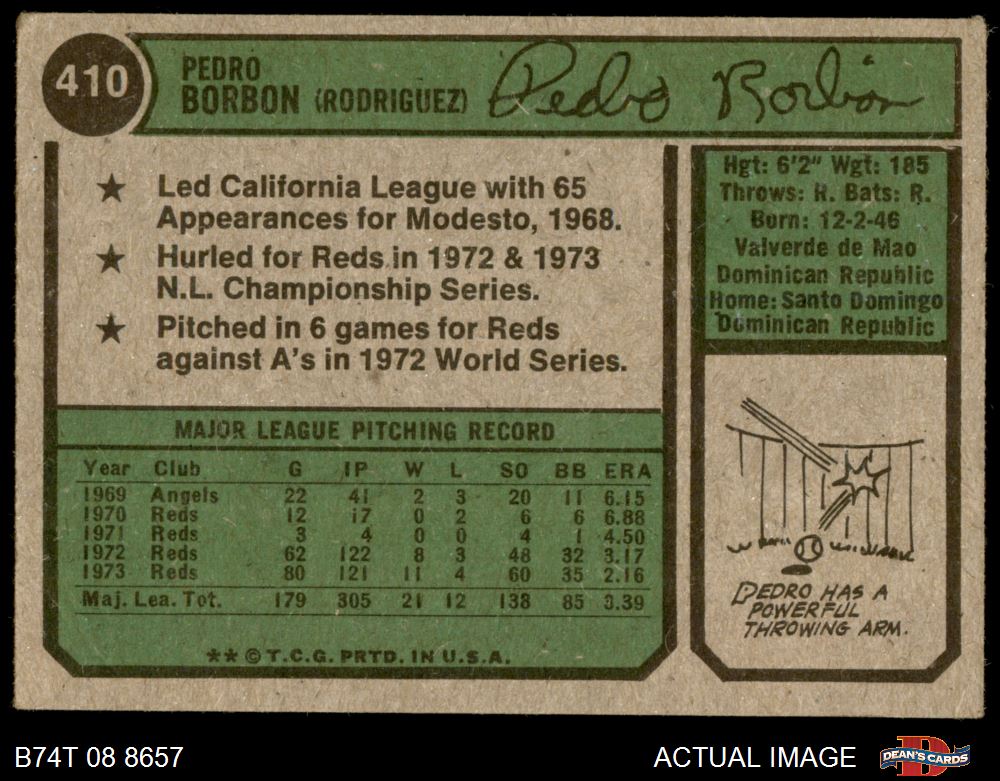 410
PEDRO
BORBON (RODRIGUEZ)
Pedro Borbon
★ Led California League with 65
Appearances for Modesto, 1968.
★ Hurled for Reds in 1972 & 1973
N.L. Championship Series.
★ Pitched in 6 games for Reds
against A's in 1972 World Series.
Hgt: 6'2" Wgt: 185
Throws: R. Bats: R.
Born: 12-2-46
Valverde de Mao
Dominican Republic
Home: Santo Domingo
Dominican Republic
MAJOR LEAGUE PITCHING RECORD
Year Club G IP W L SO BB ERA
1969 Angels 22 41 2 3 20 11 6.15
1970 Reds 12 17 0 2 6 6 6.88
1971 Reds 3 4 0 0 4 1 4.50
1972 Reds 62 122 8 3 48 32 3.17
1973 Reds 80 121 11 4 60 35 2.16
Maj. Lea. Tot. 179 305 21 12 138 85 3.39
** © T.C.G. PRTD. IN U.S.A.
PEDRO HAS A
POWERFUL
THROWING ARM.
B74T 08 8657
ACTUAL IMAGE
DEAN'S CARDS